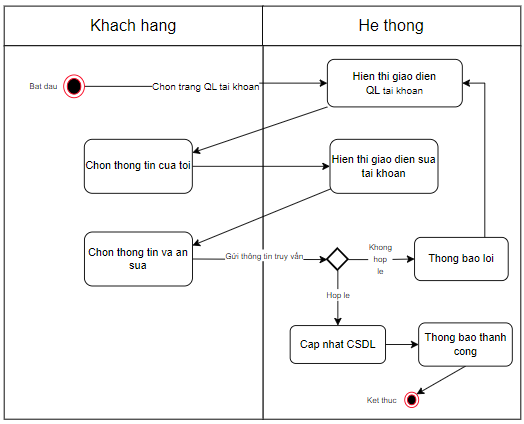 Khach hang
He thong
Bat dau
Chon trang QL tai khoan
Hien thi giao dien
QL tai khoan
Chon thong tin cua toi
Hien thi giao dien sua
tai khoan
Chon thong tin va an
sua
Gửi thông tin truy vấn
Khong
hop
le
Thong bao loi
Hop le
Cap nhat CSDL
Thong bao thanh
cong
Ket thuc